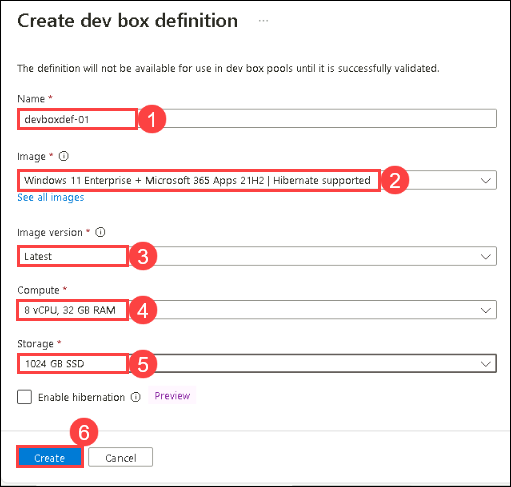 Create dev box definition ...
The definition will not be available for use in dev box pools until it is successfully validated.
Name *
devboxdef-01
1
Image *
Windows 11 Enterprise + Microsoft 365 Apps 21H2 | Hibernate supported
2
See all images
Image version *
Latest
3
Compute *
8 vCPU, 32 GB RAM
4
Storage *
1024 GB SSD
5
Enable hibernation Preview
6
Create Cancel